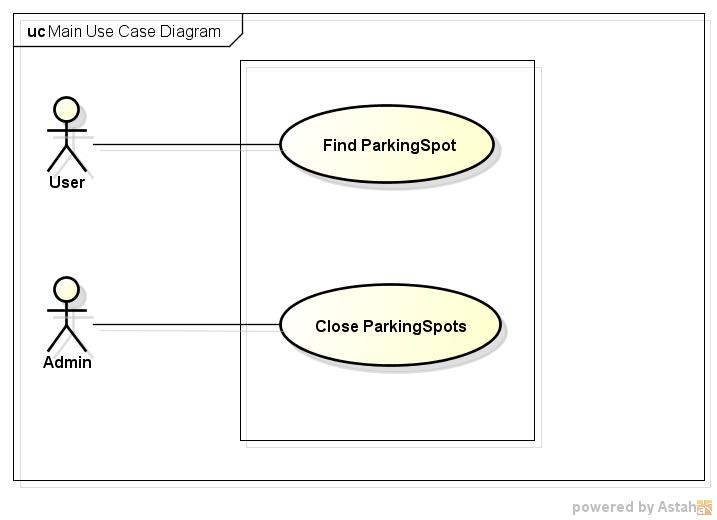 uc Main Use Case Diagram
Find ParkingSpot
User
Close ParkingSpots
Admin
powered by Astah